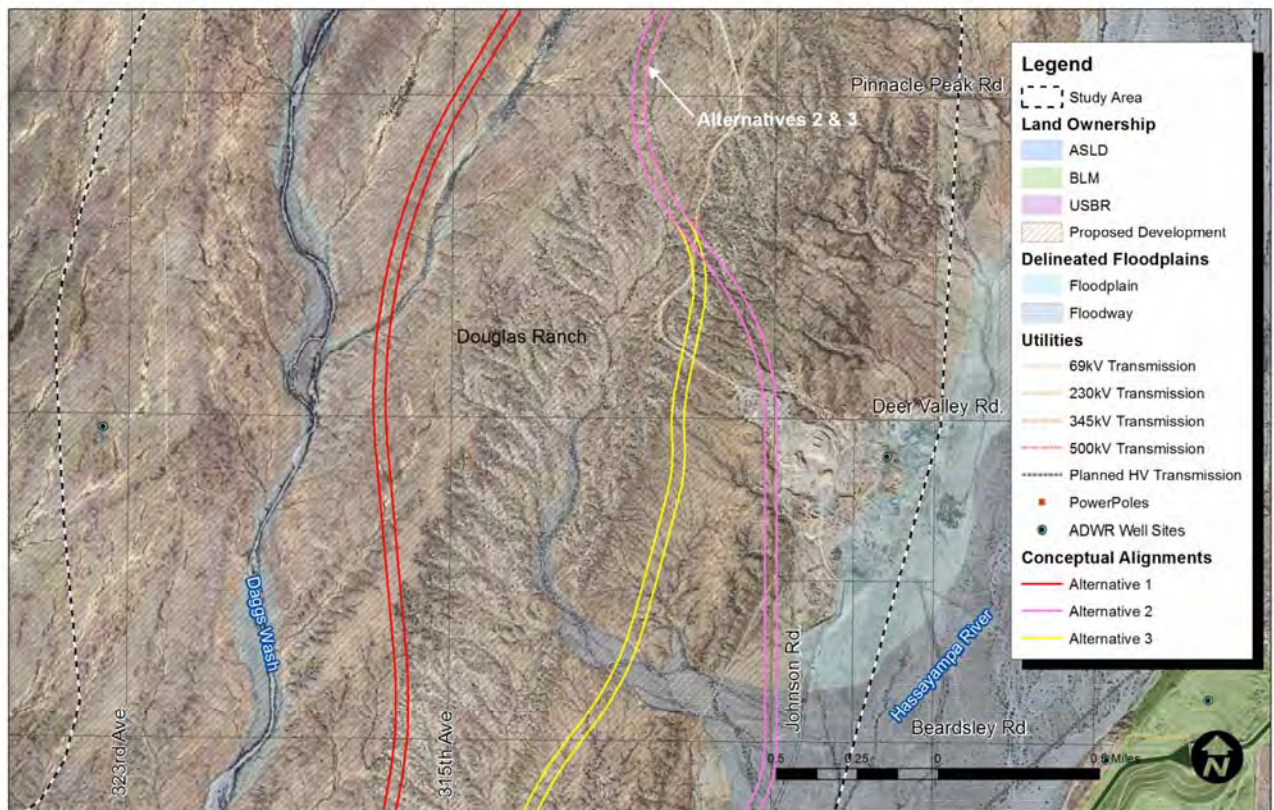 Pinnacle Peak Rd
Alternatives 2 & 3
Douglas Ranch
Deer Valley Rd.
Daggs Wash
Johnson Rd.
Hassayampa River
Beardsley Rd.
323rd Ave
315th Ave
Legend
Study Area
Land Ownership
ASLD
BLM
USBR
Proposed Development
Delineated Floodplains
Floodplain
Floodway
Utilities
69kV Transmission
230kV Transmission
345kV Transmission
500kV Transmission
Planned HV Transmission
PowerPoles
ADWR Well Sites
Conceptual Alignments
Alternative 1
Alternative 2
Alternative 3
0.5
0.25
0
Miles
N